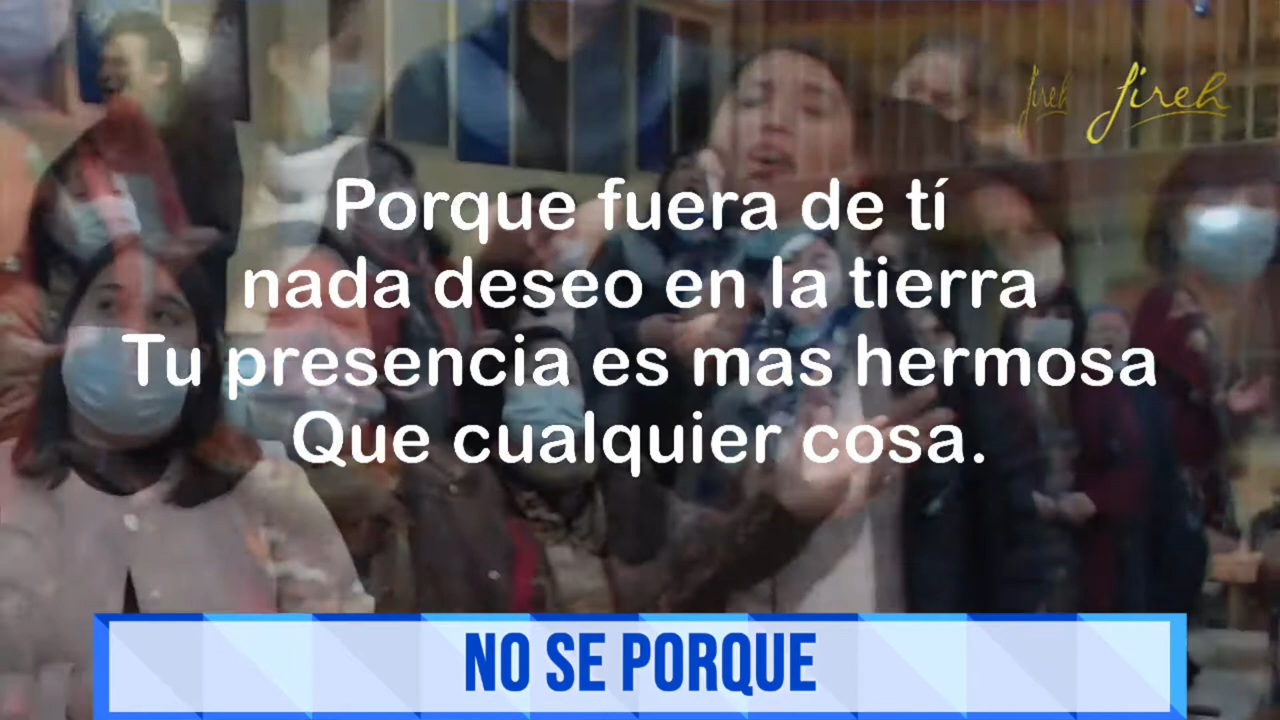 Jireh Jireh
Porque fuera de tí
nada deseo en la tierra
Tu presencia es mas hermosa
Que cualquier cosa.
NO SE PORQUE